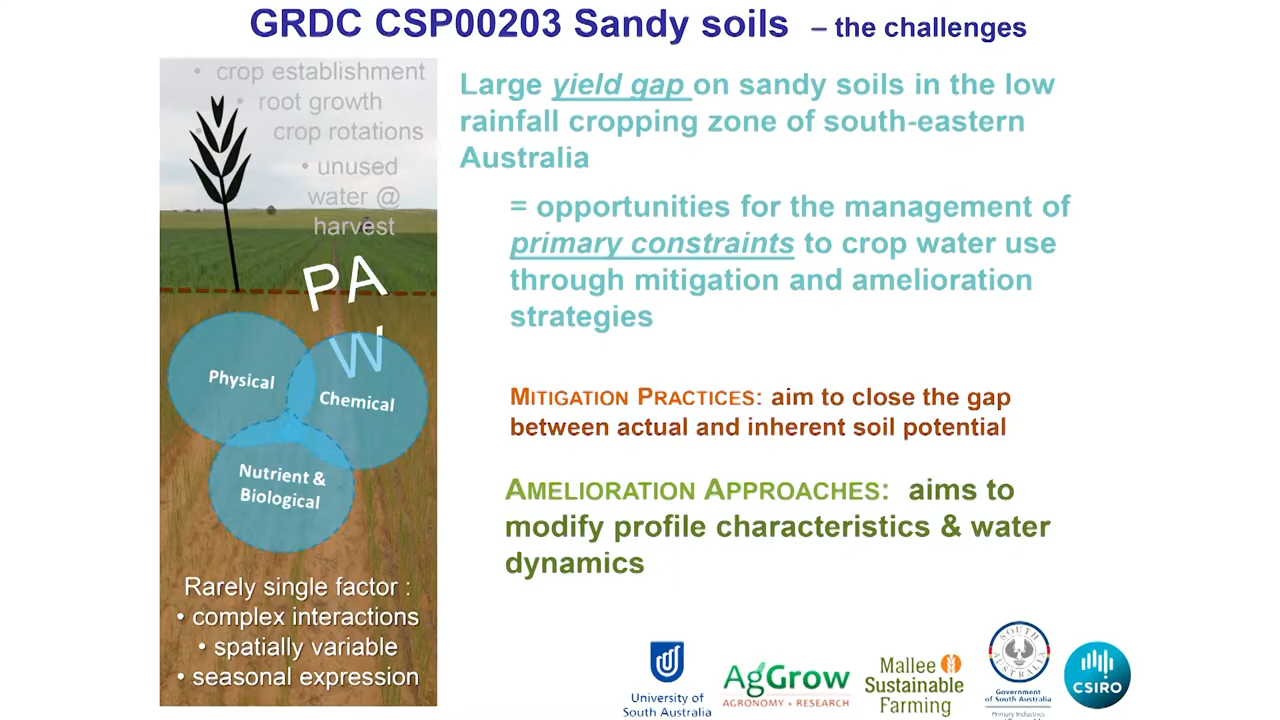 GRDC CSP00203 Sandy soils – the challenges
• crop establishment
• root growth
• crop rotations
• unused
water @
harvest
PA
W
Physical
Chemical
Nutrient &
Biological
Rarely single factor :
• complex interactions
• spatially variable
• seasonal expression
Large yield gap on sandy soils in the low
rainfall cropping zone of south-eastern
Australia
= opportunities for the management of
primary constraints to crop water use
through mitigation and amelioration
strategies
MITIGATION PRACTICES: aim to close the gap
between actual and inherent soil potential
AMELIORATION APPROACHES: aims to
modify profile characteristics & water
dynamics
University of
South Australia
AgGrow
AGRONOMY + RESEARCH
Mallee
Sustainable
Farming
SOUTH
AUSTRALIA
Government
of South Australia
Primary Industries
CSIRO